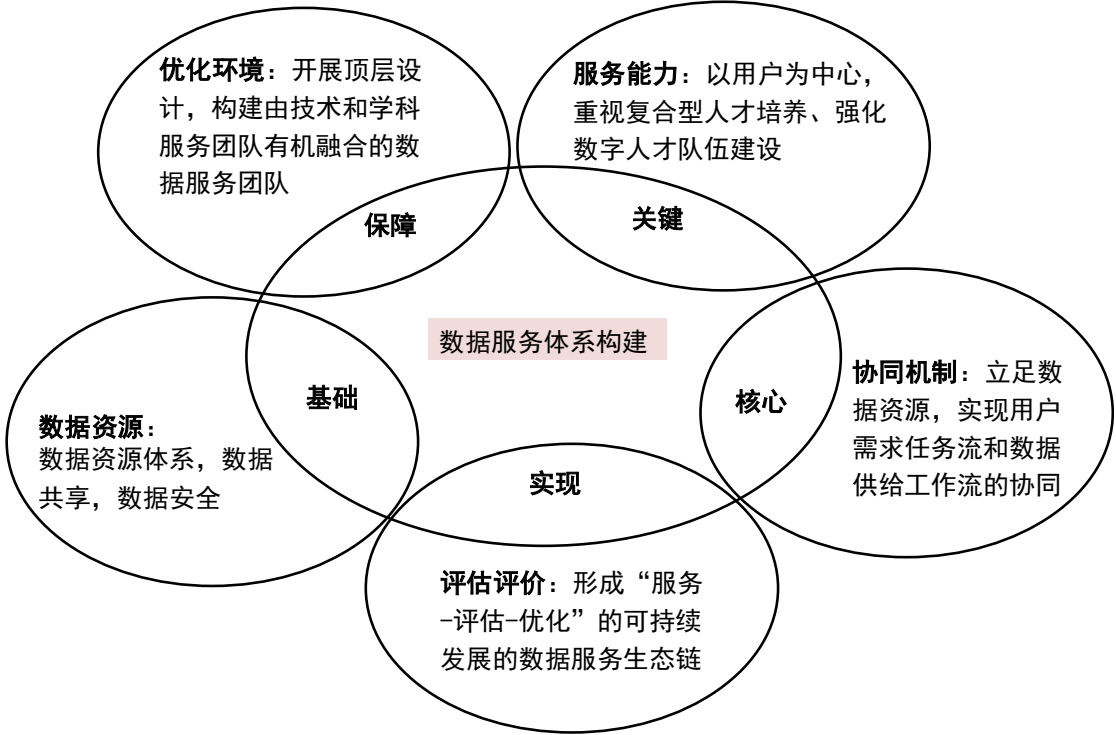 优化环境：开展顶层设
计，构建由技术和学科
服务团队有机融合的数
据服务团队
服务能力：以用户为中心，
重视复合型人才培养、强化
数字人才队伍建设
保障
关键
数据服务体系构建
基础
核心
数据资源：
数据资源体系，数据
共享，数据安全
协同机制：立足数
据资源，实现用户
需求任务流和数据
供给工作流的协同
实现
评估评价：形成“服务
-评估-优化”的可持续
发展的数据服务生态链